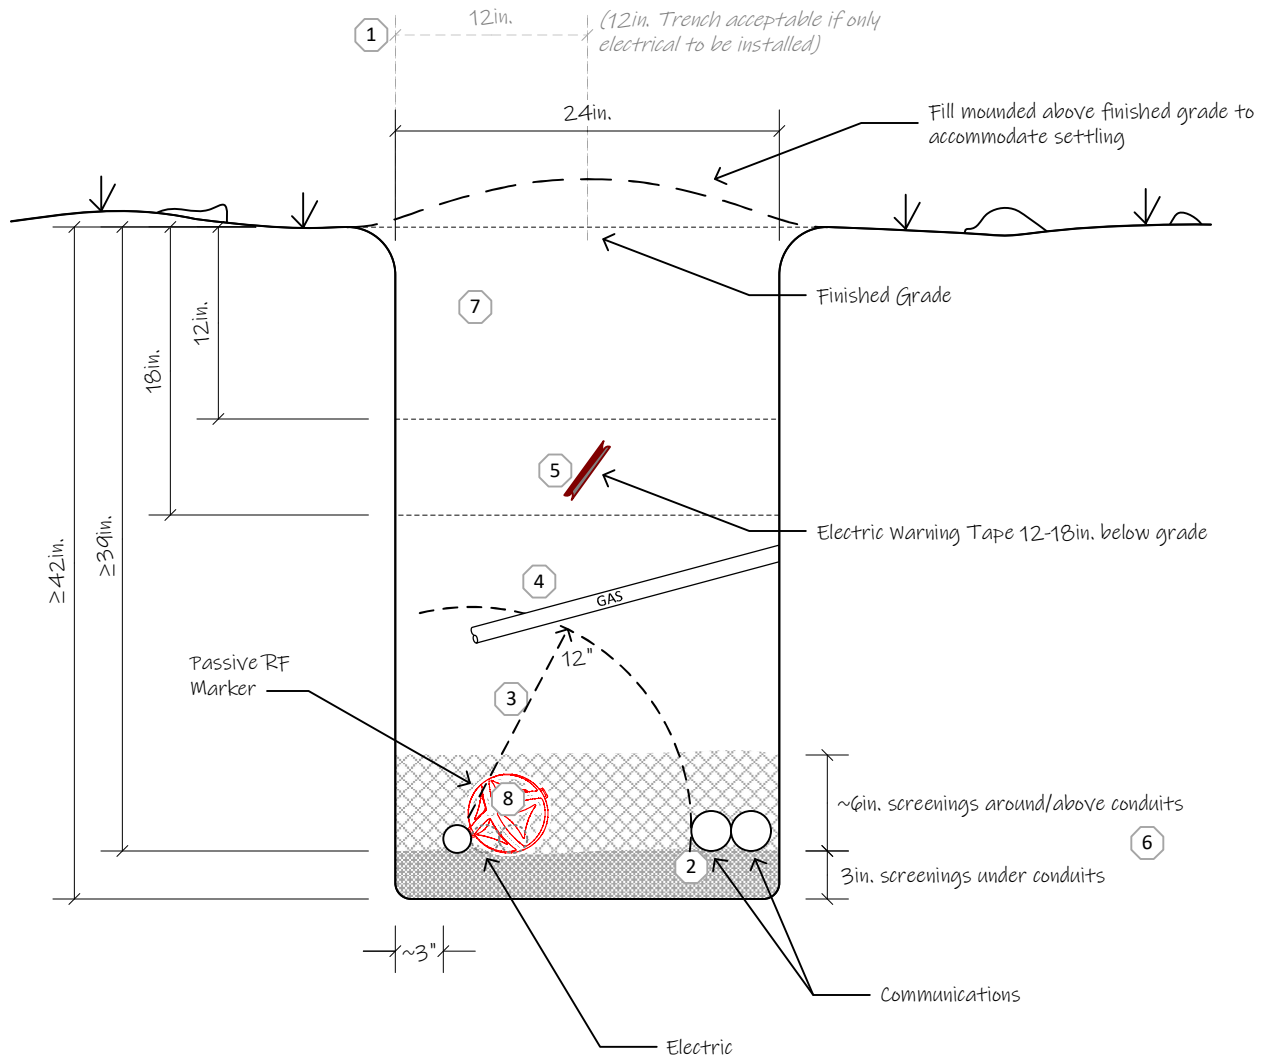 12in.
(12in. Trench acceptable if only
electrical to be installed)
1
24in.
Fill mounded above finished grade to
accommodate settling
7
Finished Grade
12in.
18in.
5
Electric Warning Tape 12-18in. below grade
≥39in.
≥42in.
4
GAS
12"
Passive RF
Marker
3
8
~6in. screenings around/above conduits
6
2
3in. screenings under conduits
~3"
Communications
Electric